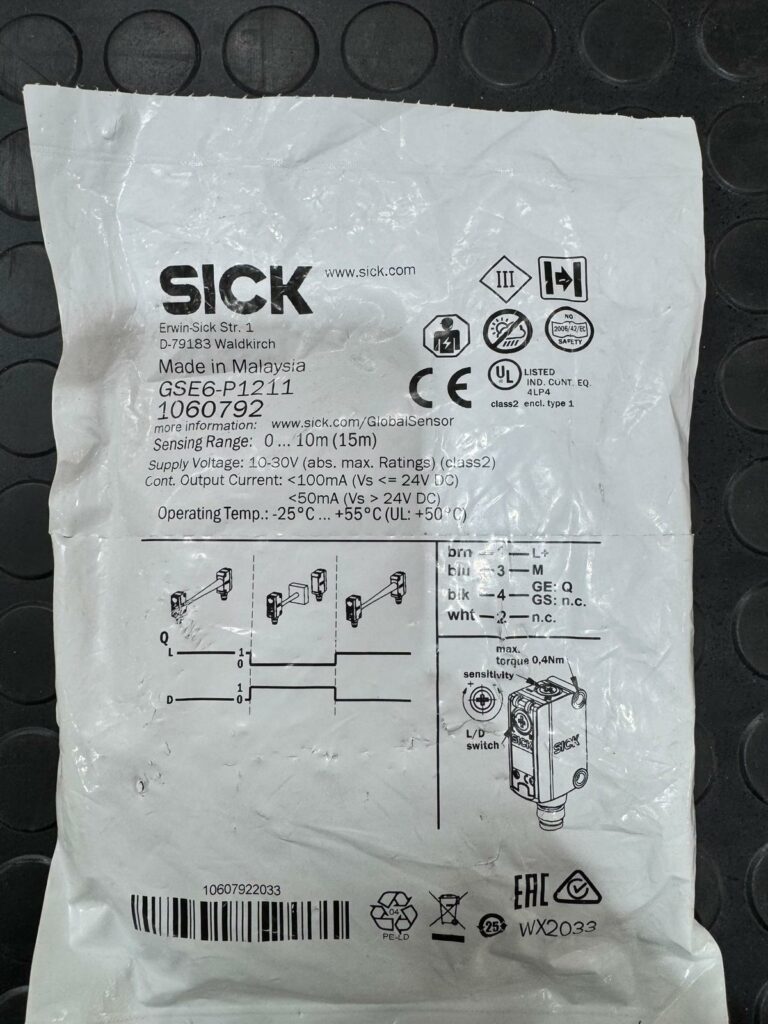 SICK www.sick.com
Erwin-Sick Str. 1
D-79183 Waldkirch
Made in Malaysia
GSE6-P1211
1060792
more information: www.sick.com/GlobalSensor
Sensing Range: 0 ... 10m (15m)
Supply Voltage: 10-30V (abs. max. Ratings) (class2)
Cont. Output Current: <100mA (Vs <= 24V DC)
<50mA (Vs > 24V DC)
Operating Temp.: -25°C ... +55°C (UL: +50°C)
III
NO
2006/42/EC
SAFETY
CE
UL LISTED
IND. CONT. EQ.
4LP4
class2 encl. type 1
brn 1 L+
blu 3 M
blk 4 GE: Q
GS: n.c.
wht 2 n.c.
Q
L 1
0
D 1
0
max.
torque 0,4Nm
sensitivity
- +
L/D
switch
SICK
SICK
10607922033
04
PE-LD
25
EAC
WX2033